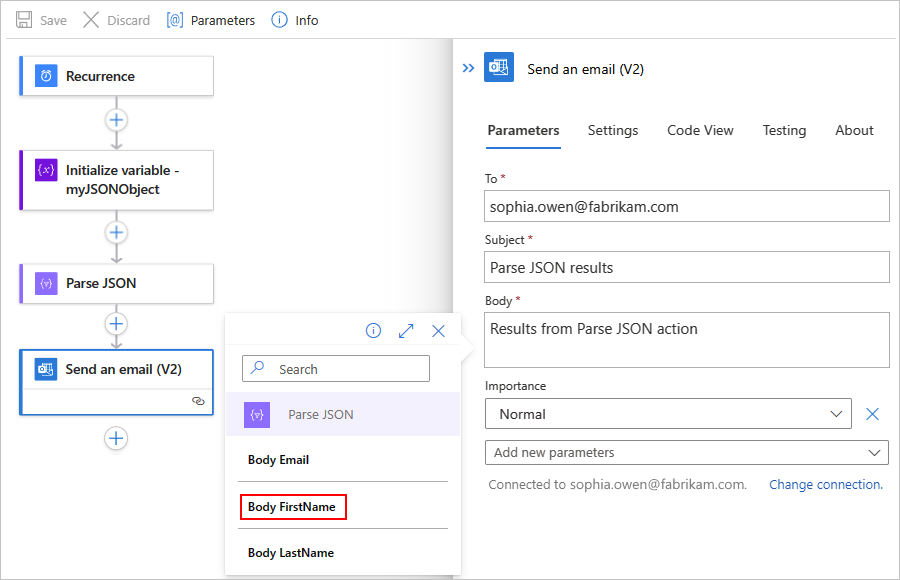 Save Discard Parameters Info
Recurrence
Initialize variable -
myJSONObject
Parse JSON
Send an email (V2)
Search
Parse JSON
Body Email
Body FirstName
Body LastName
Send an email (V2)
Parameters Settings Code View Testing About
To *
sophia.owen@fabrikam.com
Subject *
Parse JSON results
Body *
Results from Parse JSON action
Importance
Normal
Add new parameters
Connected to sophia.owen@fabrikam.com. Change connection.